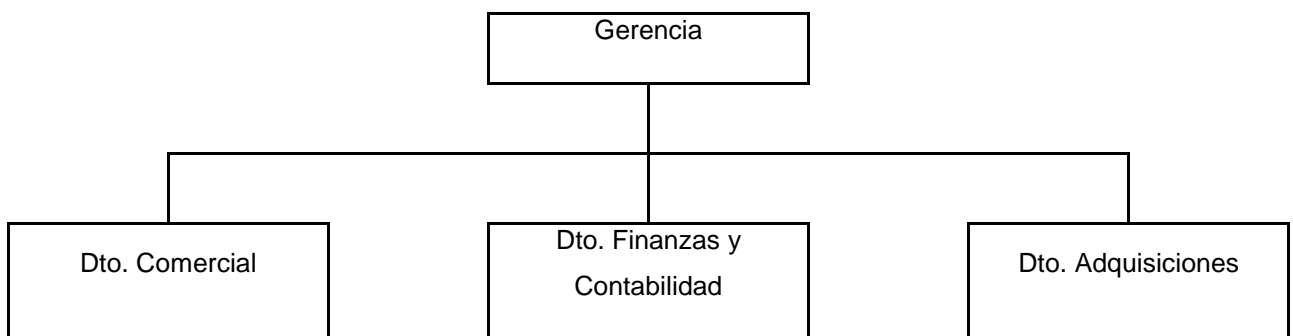 Gerencia
Dto. Comercial
Dto. Finanzas y
Contabilidad
Dto. Adquisiciones